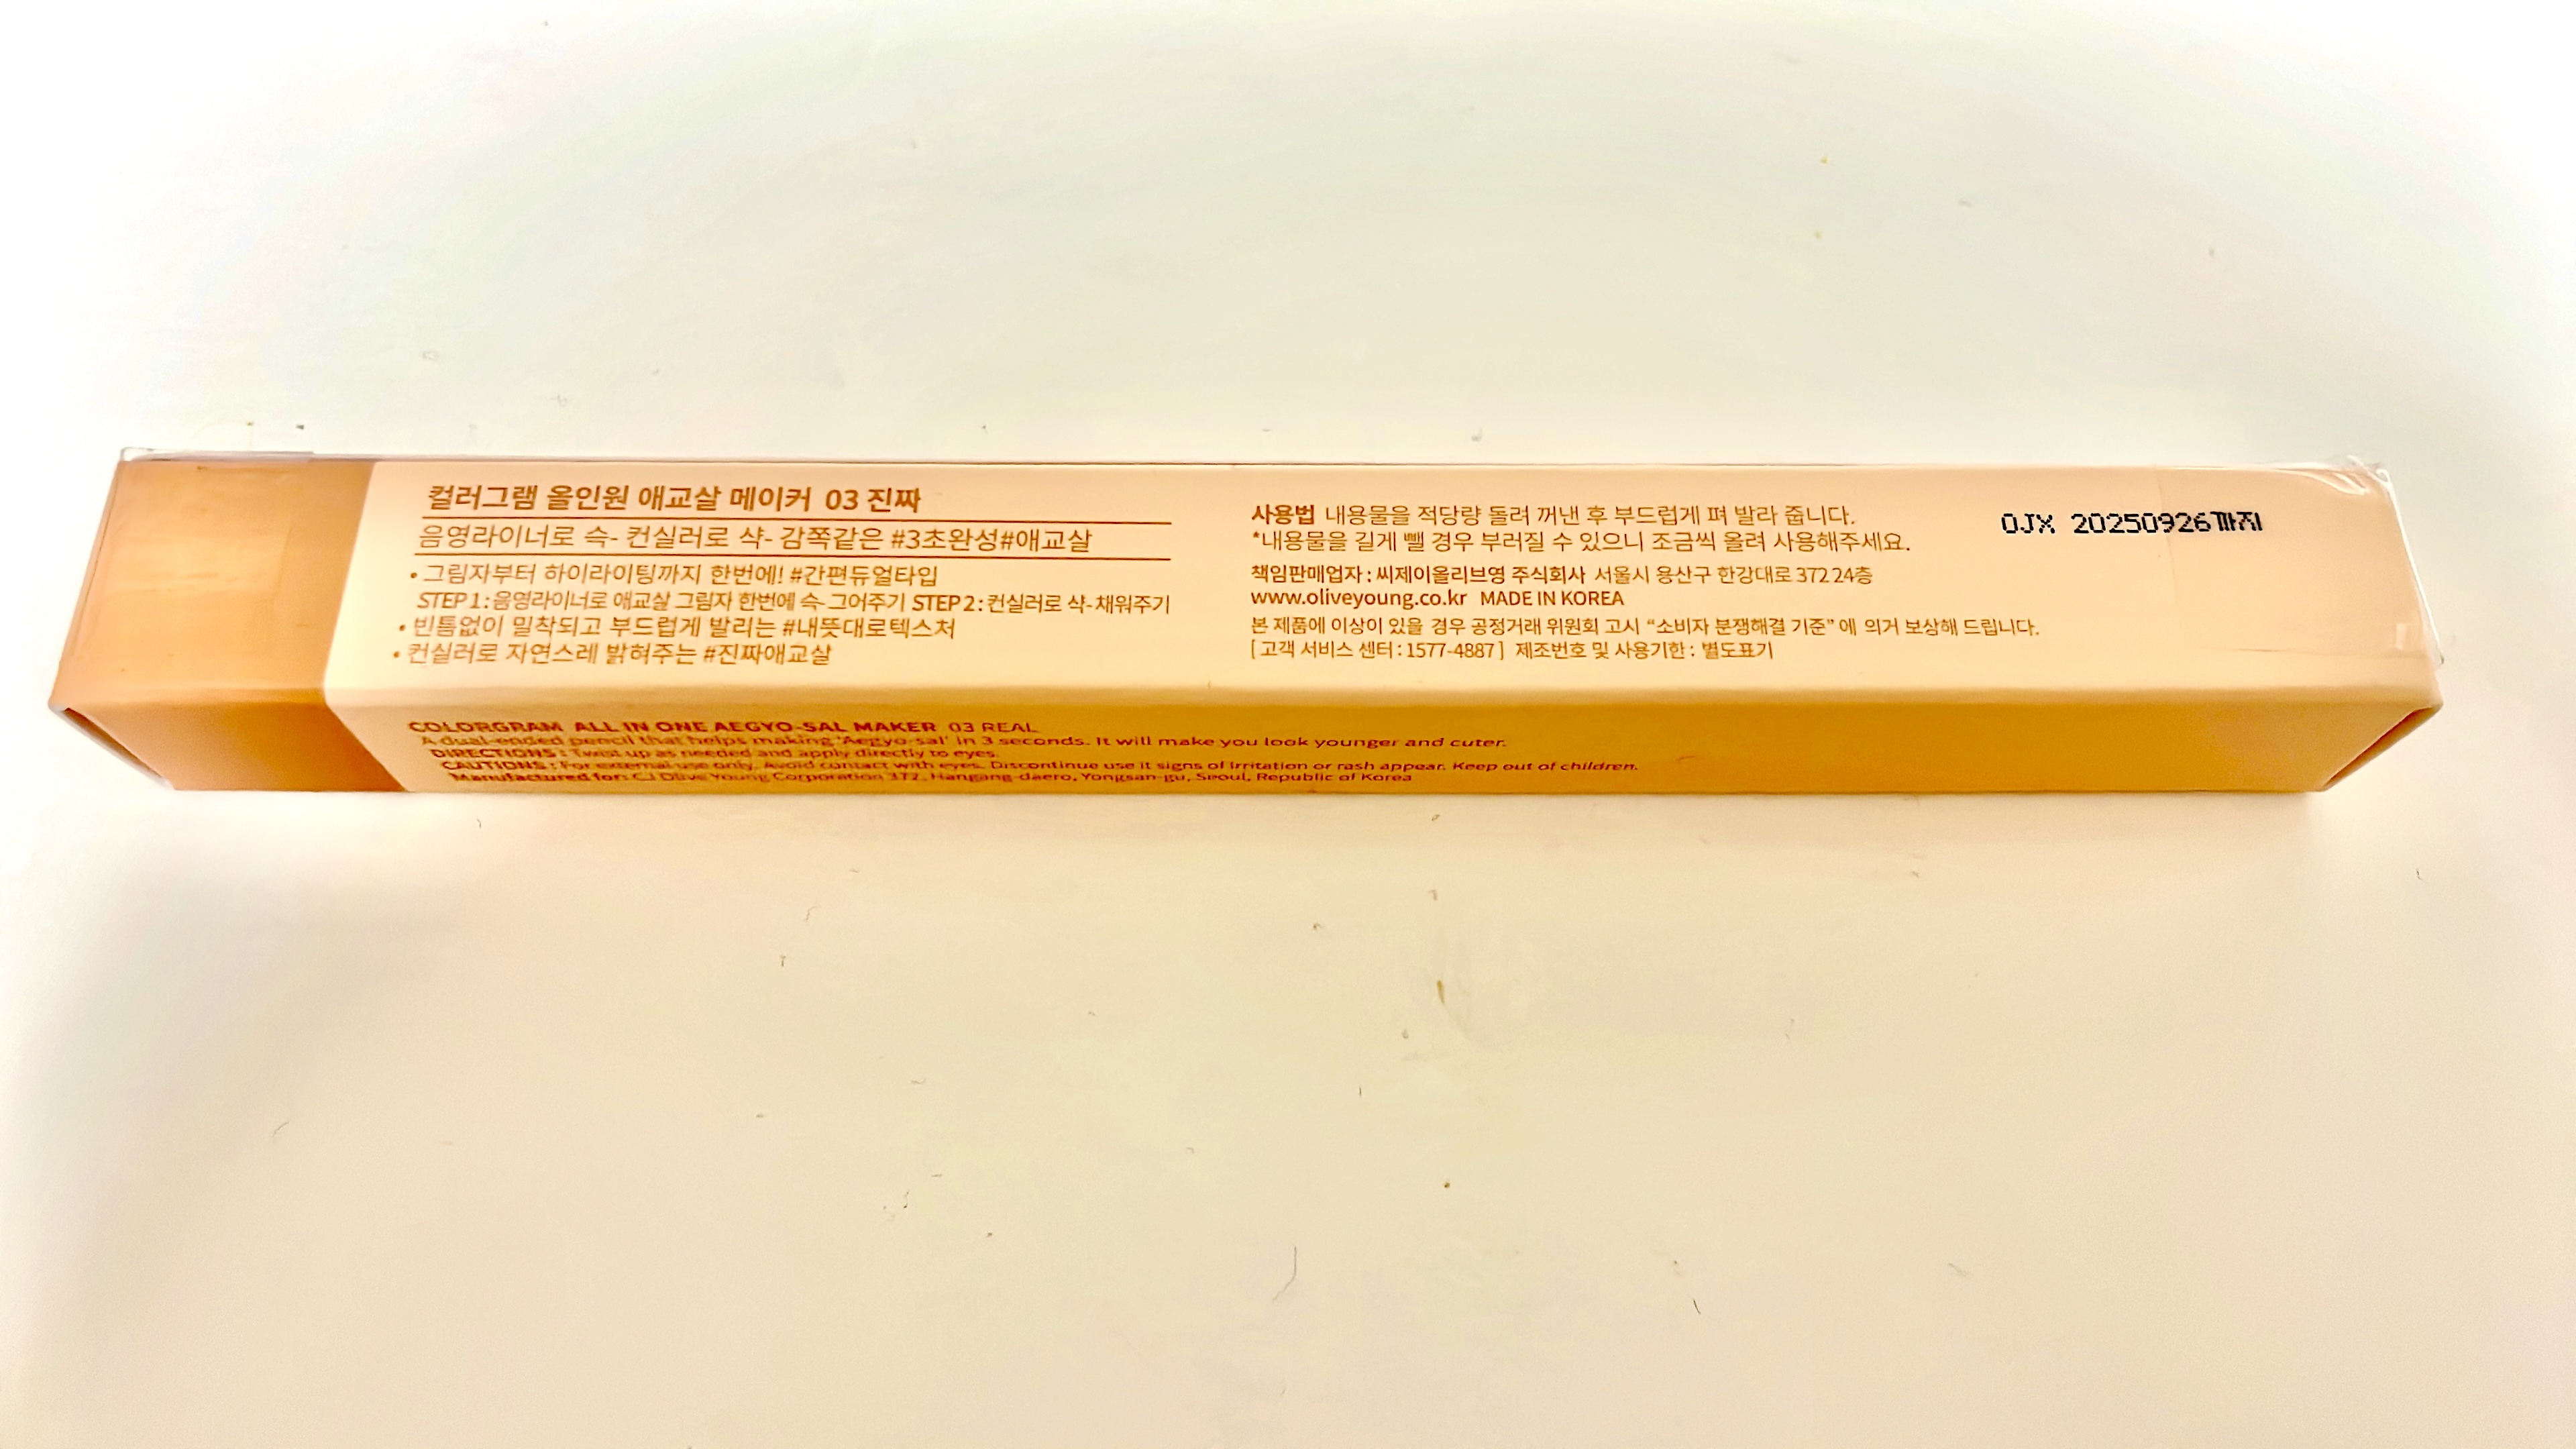 컬러그램 올인원 애교살 메이커 03 진짜
음영라이너로 슥- 컨실러로 샥- 감쪽같은 #3초완성#애교살
• 그림자부터 하이라이팅까지 한번에! #간편듀얼타입
STEP 1 : 음영라이너로 애교살 그림자 한번에 슥-그어주기 STEP 2 : 컨실러로 샥-채워주기
• 빈틈없이 밀착되고 부드럽게 발리는 #내뜻대로텍스처
• 컨실러로 자연스레 밝혀주는 #진짜애교살
사용법 내용물을 적당량 돌려 꺼낸 후 부드럽게 펴 발라 줍니다.
*내용물을 길게 뺄 경우 부러질 수 있으니 조금씩 올려 사용해주세요.
책임판매업자 : 씨제이올리브영 주식회사 서울시 용산구 한강대로 372 24층
www.oliveyoung.co.kr MADE IN KOREA
본 제품에 이상이 있을 경우 공정거래 위원회 고시 “소비자 분쟁해결 기준” 에 의거 보상해 드립니다.
[ 고객 서비스 센터 : 1577-4887 ] 제조번호 및 사용기한 : 별도표기
OJX 20250926까지
COLORGRAM ALL IN ONE AEGYO-SAL MAKER 03 REAL
A dual-ended pencil that helps making 'Aegyo-sal' in 3 seconds. It will make you look younger and cuter.
DIRECTIONS : Twist up as needed and apply directly to eyes.
CAUTIONS : For external use only. Avoid contact with eyes. Discontinue use it signs of irritation or rash appear. Keep out of children.
Manufactured for: CJ Olive Young Corporation 372, Hangang-daero, Yongsan-gu, Seoul, Republic of Korea